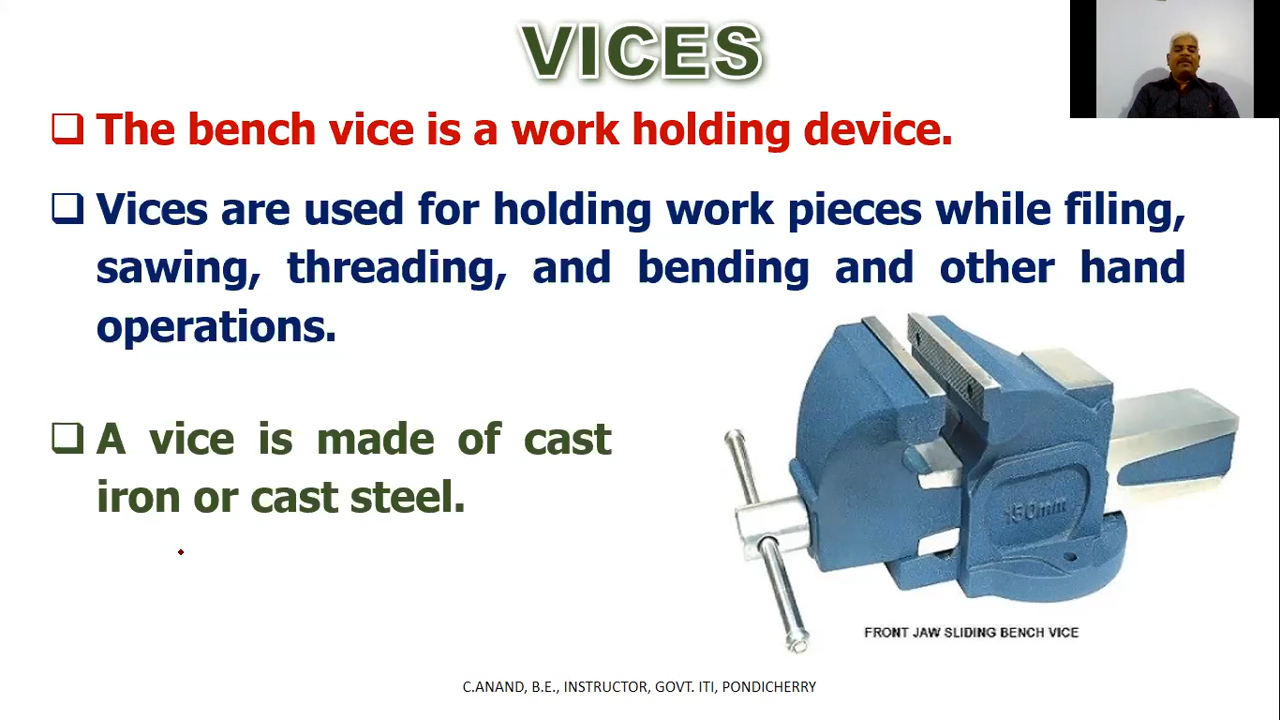 VICES
❑ The bench vice is a work holding device.
❑ Vices are used for holding work pieces while filing,
sawing, threading, and bending and other hand
operations.
❑ A vice is made of cast
iron or cast steel.
150mm
FRONT JAW SLIDING BENCH VICE
C.ANAND, B.E., INSTRUCTOR, GOVT. ITI, PONDICHERRY